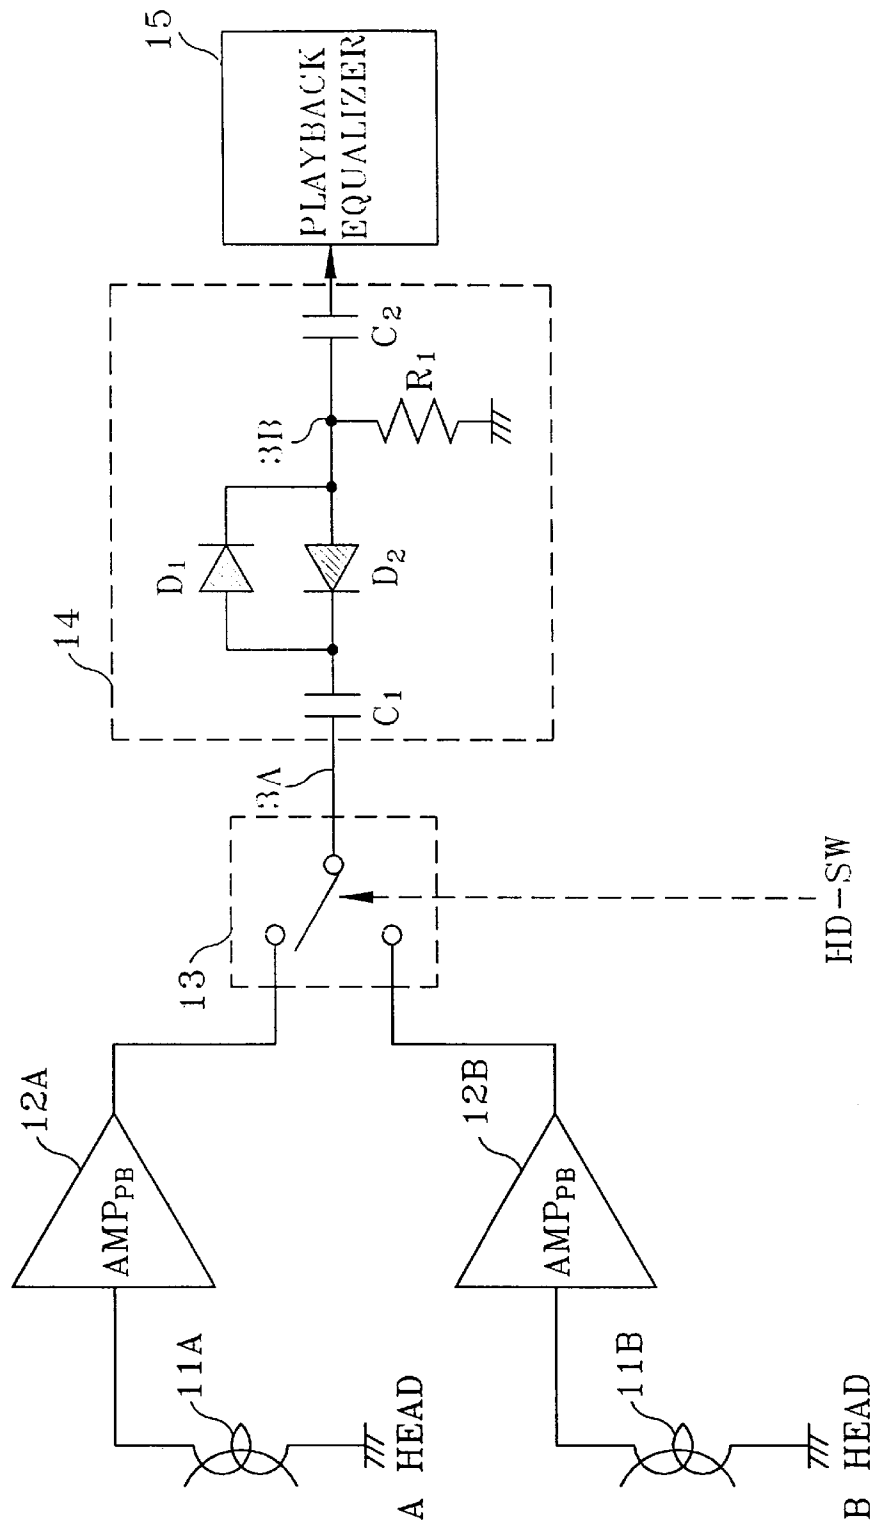 A HEAD
11A
AMPPB
12A
B HEAD
11B
AMPPB
12B
13
HD-SW
3A
14
C1
D1
D2
3B
R1
C2
PLAYBACK
EQUALIZER
15